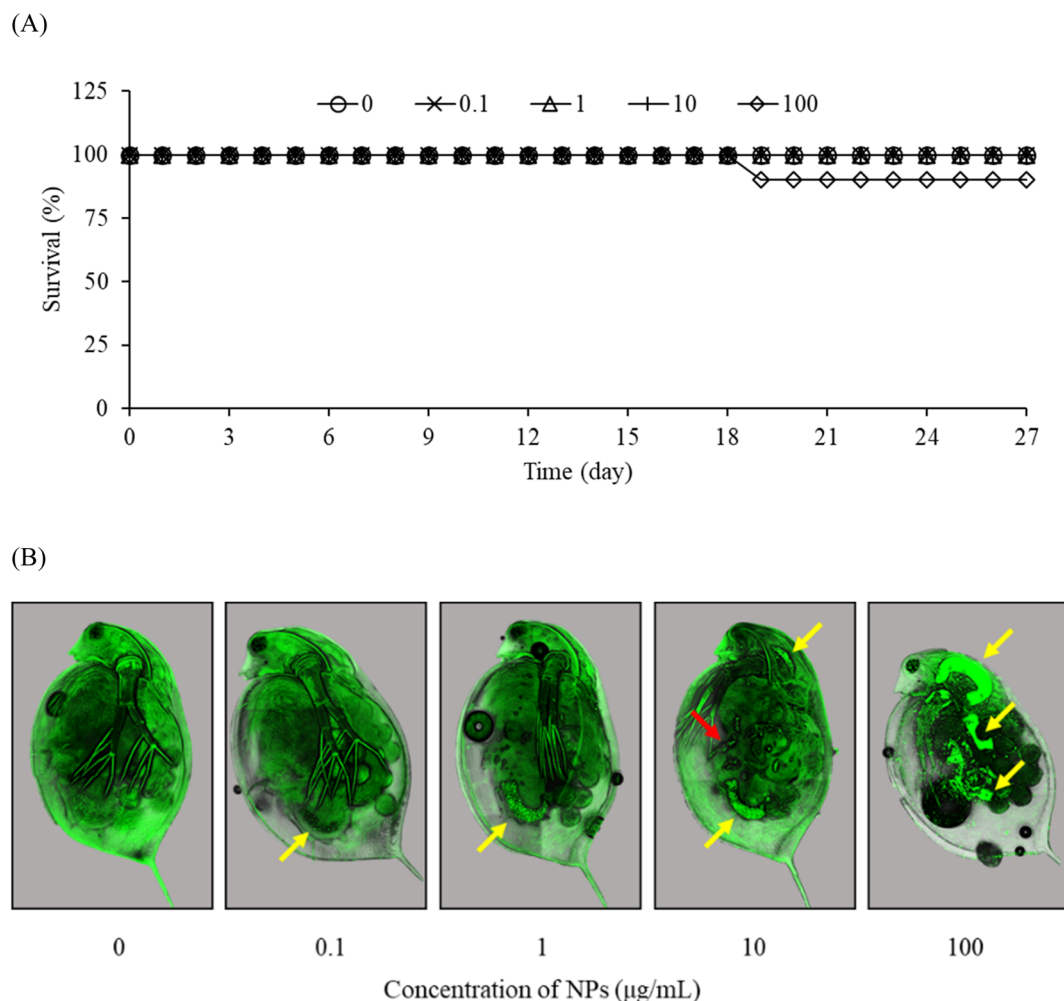 (A)
125
0 0.1 1 10 100
100
75
50
25
0
Survival (%)
0 3 6 9 12 15 18 21 24 27
Time (day)
(B)
0 0.1 1 10 100
Concentration of NPs (μg/mL)